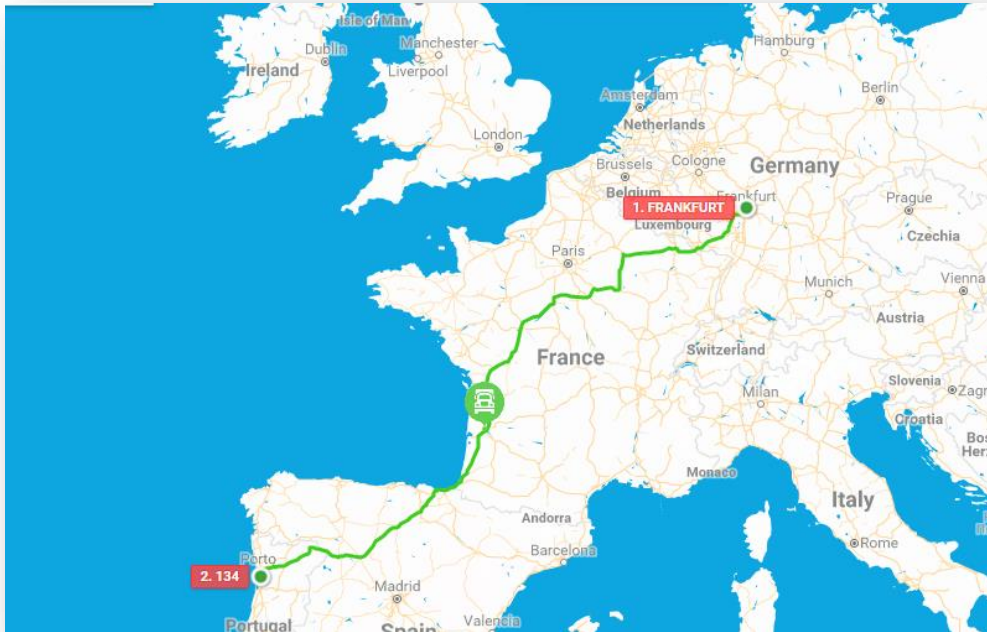 Isle of Man
Dublin
Manchester
Ireland
Liverpool
Hamburg
Berlin
Amsterdam
Netherlands
London
Brussels
Cologne
Germany
Belgium
Frankfurt
1. FRANKFURT
Luxembourg
Prague
Czechia
Paris
Munich
Vienna
Austria
France
Switzerland
Slovenia
Milan
Zagr
Croatia
Bos
Herz
Monaco
Italy
Andorra
Rome
Barcelona
Porto
2. 134
Madrid
Portugal
Spain
Valencia